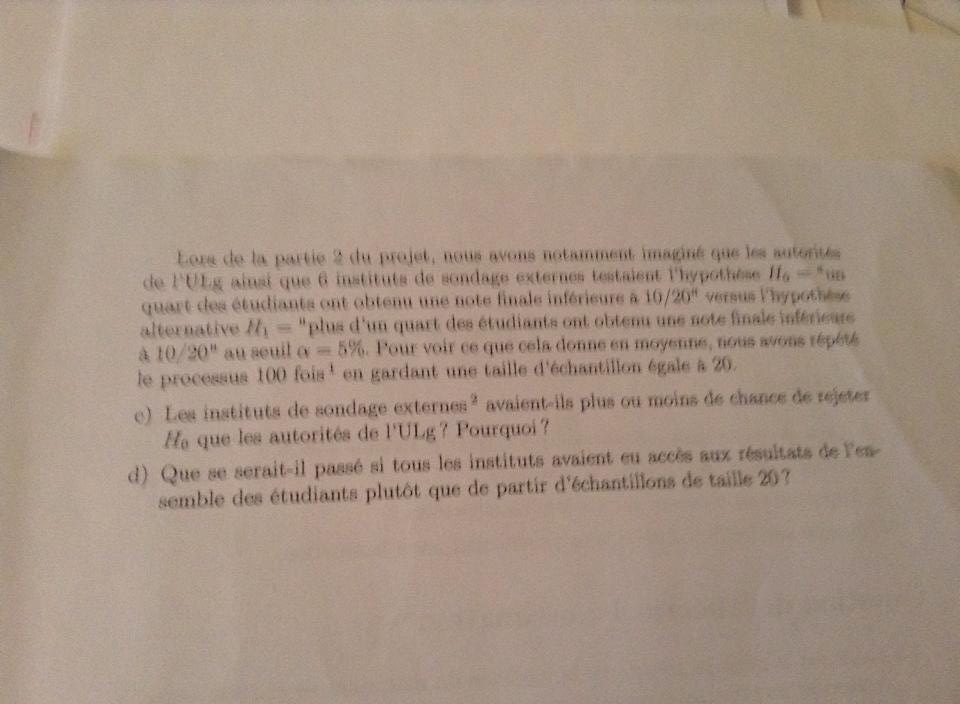 Lors de la partie 2 du projet, nous avons notamment imaginé que les autorités
de l'ULg ainsi que 6 instituts de sondage externes testaient l'hypothèse H₀ = "un
quart des étudiants ont obtenu une note finale inférieure à 10/20" versus l'hypothèse
alternative H₁ = "plus d'un quart des étudiants ont obtenu une note finale inférieure
à 10/20" au seuil α = 5%. Pour voir ce que cela donne en moyenne, nous avons répété
le processus 100 fois ¹ en gardant une taille d'échantillon égale à 20.
c) Les instituts de sondage externes ² avaient-ils plus ou moins de chance de rejeter
H₀ que les autorités de l'ULg ? Pourquoi ?
d) Que se serait-il passé si tous les instituts avaient eu accès aux résultats de l'en-
semble des étudiants plutôt que de partir d'échantillons de taille 20 ?